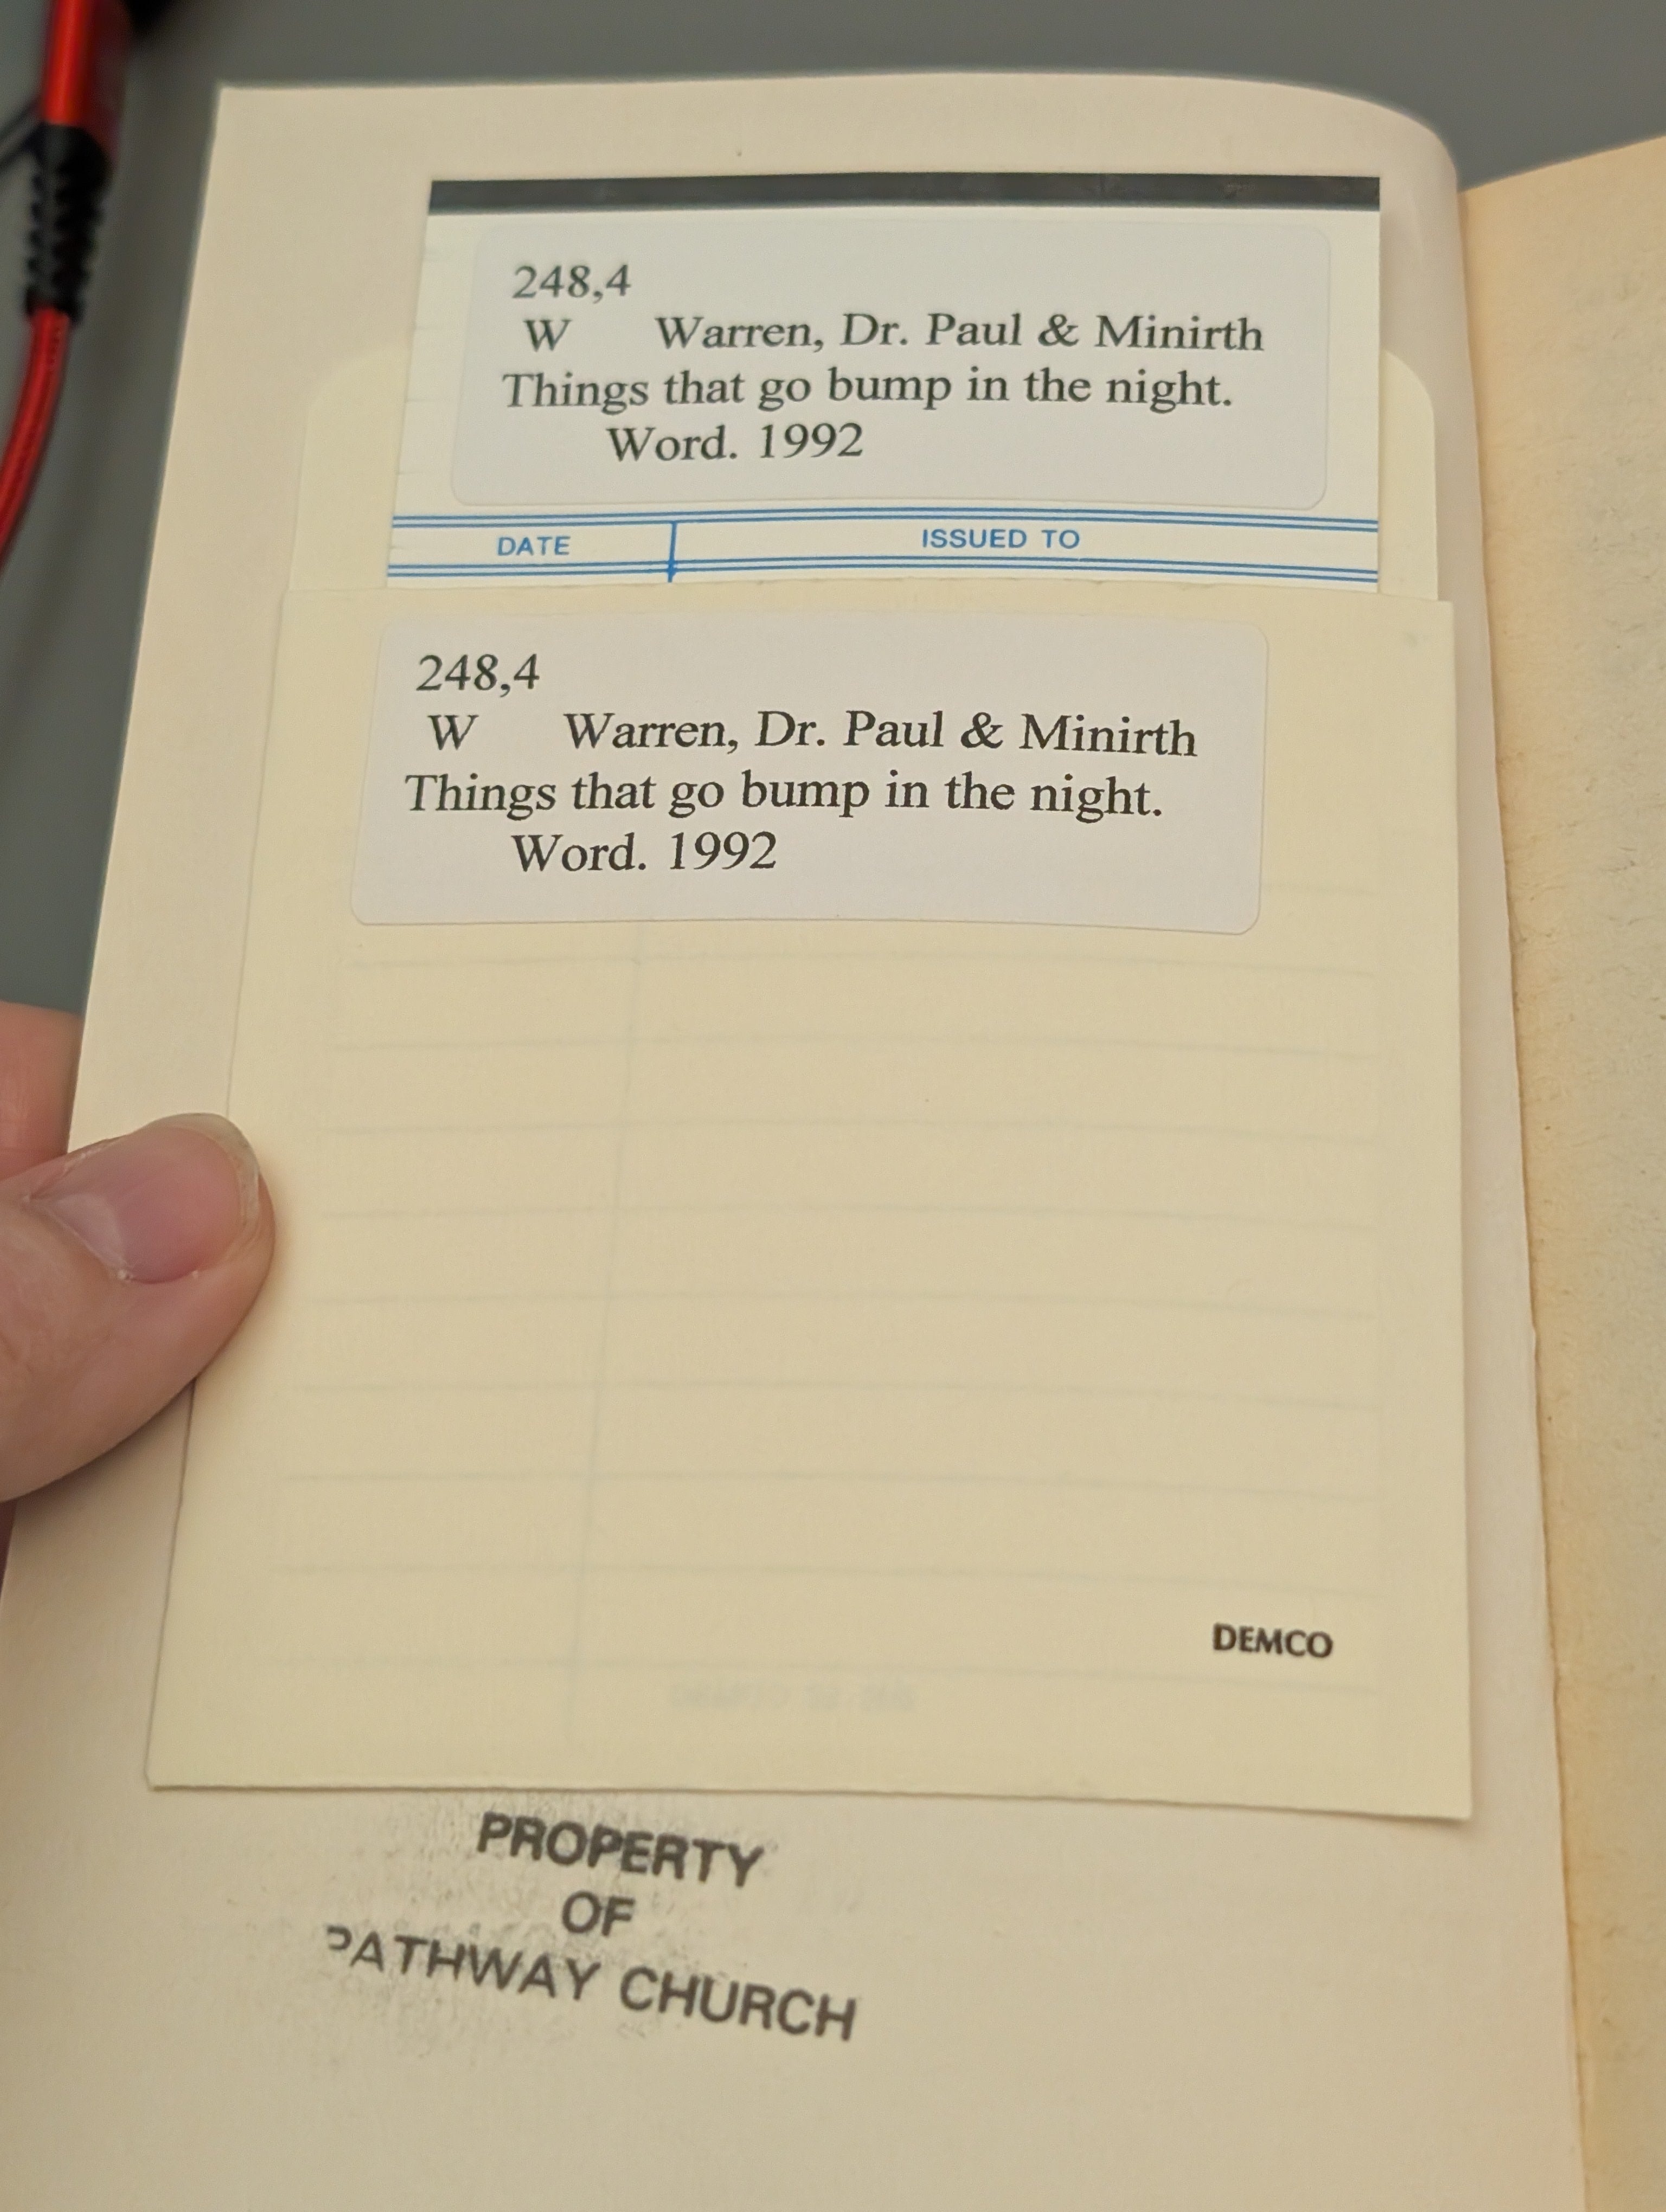 248,4
W Warren, Dr. Paul & Minirth
Things that go bump in the night.
Word. 1992
DATE ISSUED TO
248,4
W Warren, Dr. Paul & Minirth
Things that go bump in the night.
Word. 1992
DEMCO
PROPERTY
OF
PATHWAY CHURCH